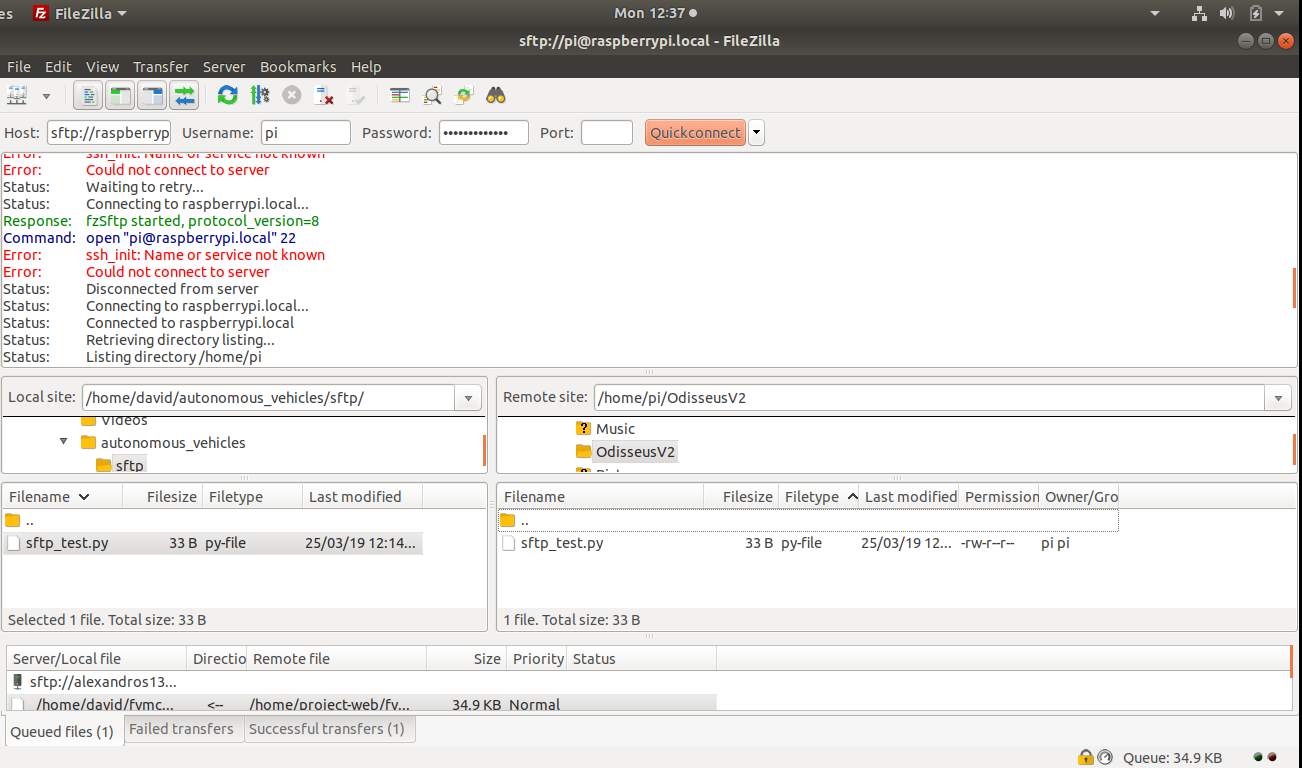 es FileZilla Mon 12:37
sftp://pi@raspberrypi.local - FileZilla
File Edit View Transfer Server Bookmarks Help
Host: sftp://raspberryp Username: pi Password: ••••••••••••• Port: Quickconnect
Error: ssh_init: Name or service not known
Error: Could not connect to server
Status: Waiting to retry...
Status: Connecting to raspberrypi.local...
Response: fzSftp started, protocol_version=8
Command: open "pi@raspberrypi.local" 22
Error: ssh_init: Name or service not known
Error: Could not connect to server
Status: Disconnected from server
Status: Connecting to raspberrypi.local...
Status: Connected to raspberrypi.local
Status: Retrieving directory listing...
Status: Listing directory /home/pi
Local site: /home/david/autonomous_vehicles/sftp/
Videos
autonomous_vehicles
sftp
Remote site: /home/pi/OdisseusV2
Music
OdisseusV2
Filename Filesize Filetype Last modified
..
sftp_test.py 33 B py-file 25/03/19 12:14...
Selected 1 file. Total size: 33 B
Filename Filesize Filetype Last modified Permission Owner/Gro
..
sftp_test.py 33 B py-file 25/03/19 12... -rw-r--r-- pi pi
1 file. Total size: 33 B
Server/Local file Directio Remote file Size Priority Status
sftp://alexandros13...
/home/david/fymc... <-- /home/project-web/fy... 34.9 KB Normal
Queued files (1) Failed transfers Successful transfers (1)
Queue: 34.9 KB